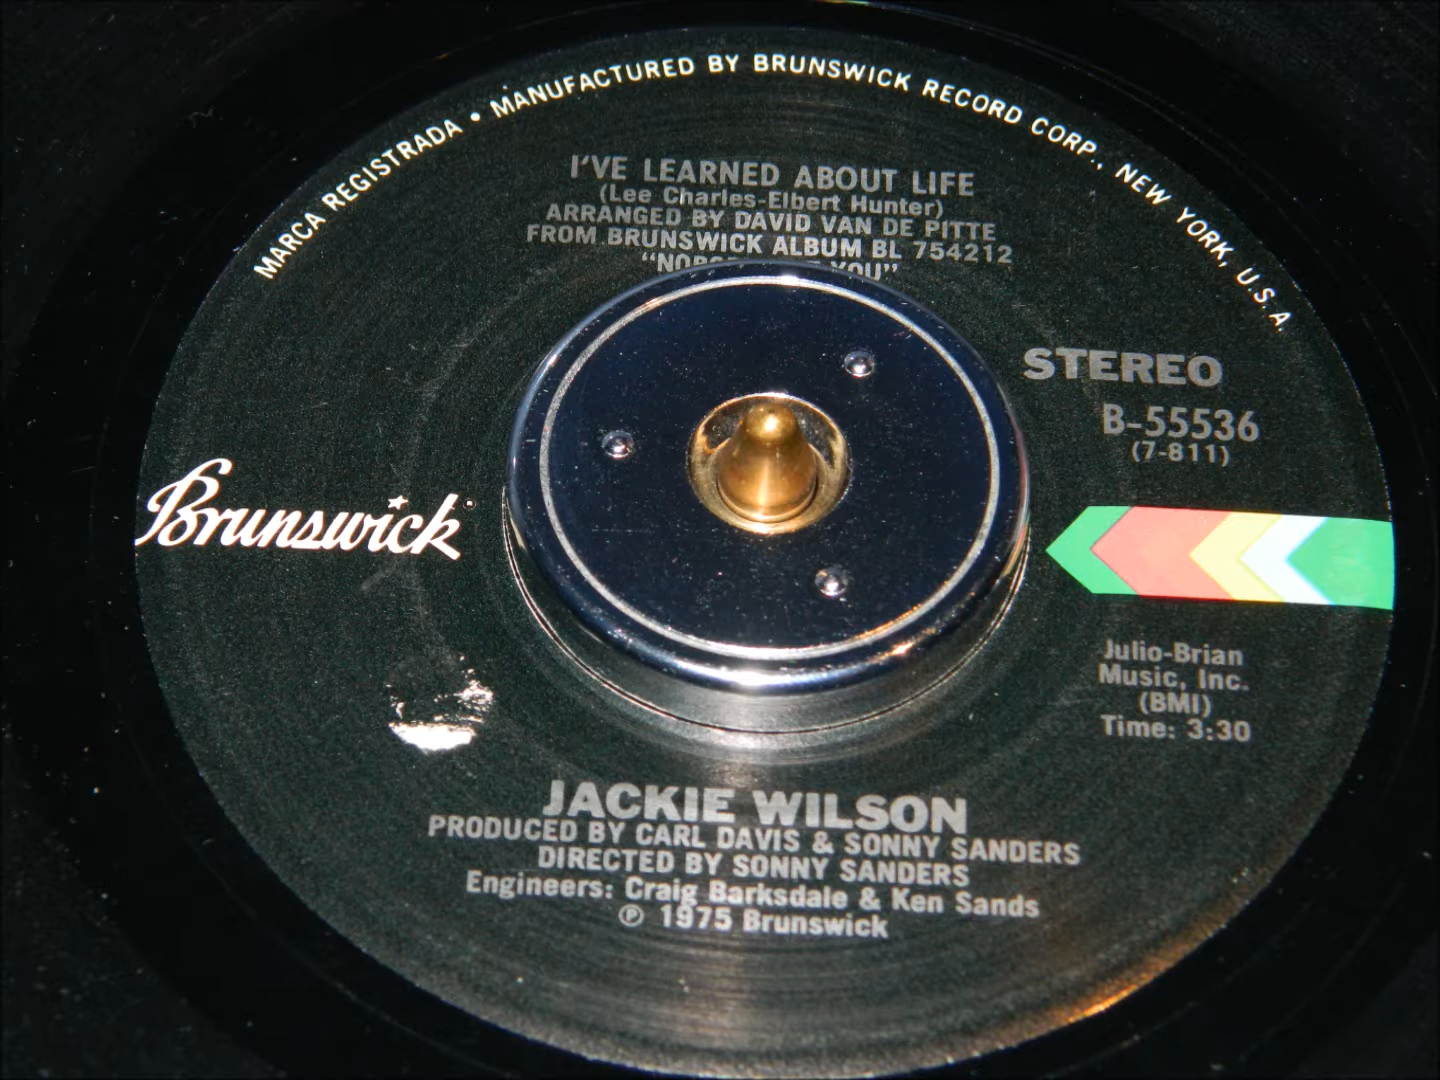 MARCA REGISTRADA • MANUFACTURED BY BRUNSWICK RECORD CORP., NEW YORK, U.S.A.
I'VE LEARNED ABOUT LIFE
(Lee Charles-Elbert Hunter)
ARRANGED BY DAVID VAN DE PITTE
FROM BRUNSWICK ALBUM BL 754212
YOU"
STEREO
B-55536
(7-811)
Brunswick
Julio-Brian
Music, Inc.
(BMI)
Time: 3:30
JACKIE WILSON
PRODUCED BY CARL DAVIS & SONNY SANDERS
DIRECTED BY SONNY SANDERS
Engineers: Craig Barksdale & Ken Sands
℗ 1975 Brunswick